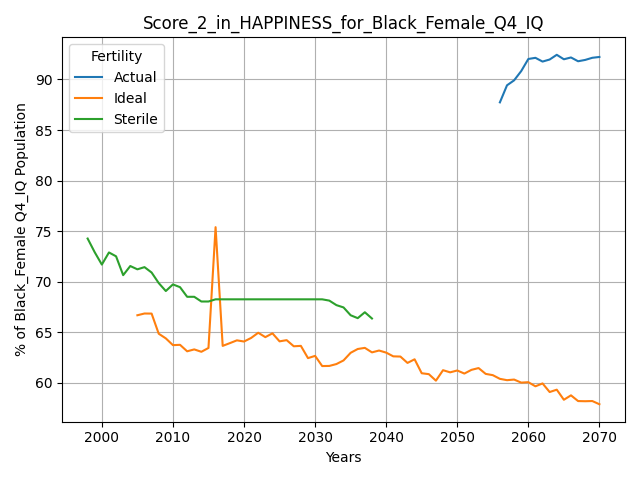 Score_2_in_HAPPINESS_for_Black_Female_Q4_IQ
% of Black_Female Q4_IQ Population
90
85
80
75
70
65
60
Fertility
Actual
Ideal
Sterile
2000 2010 2020 2030 2040 2050 2060 2070
Years